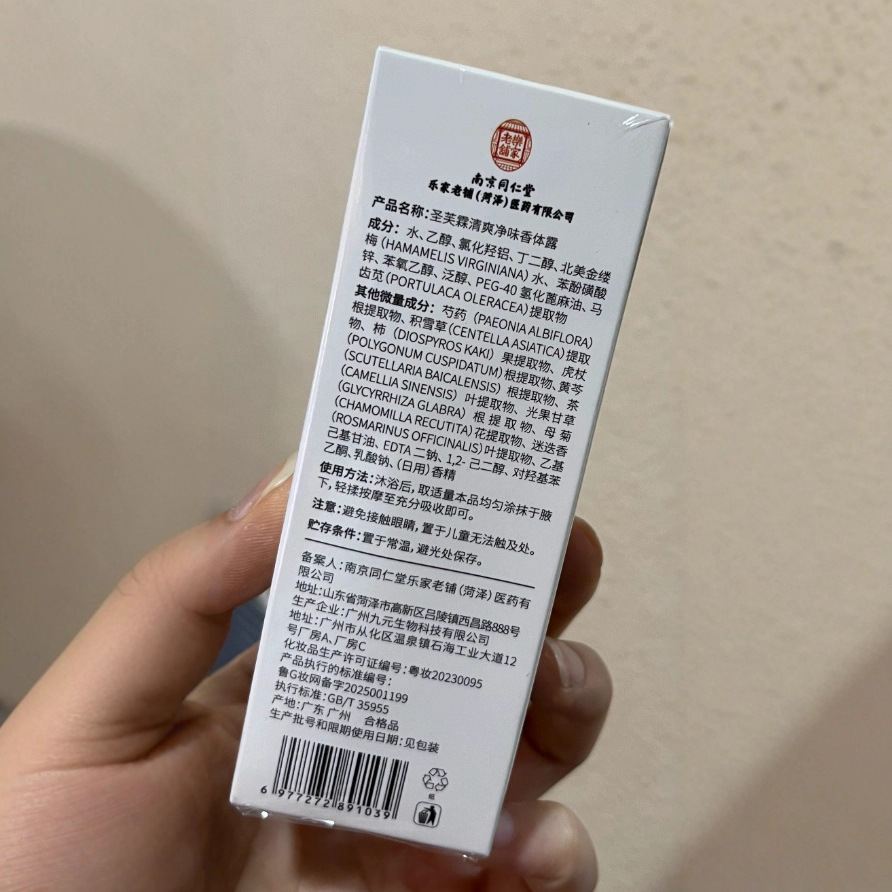 樂家老舖
南京同仁堂
乐家老铺(菏泽)医药有限公司
产品名称:圣芙霖清爽净味香体露
成分：水、乙醇、氯化羟铝、丁二醇、北美金缕
梅(HAMAMELIS VIRGINIANA)水、苯酚磺酸
锌、苯氧乙醇、泛醇、PEG-40 氢化蓖麻油、马
齿苋(PORTULACA OLERACEA)提取物
其他微量成分：芍药 (PAEONIA ALBIFLORA)
根提取物、积雪草(CENTELLA ASIATICA)提取
物、柿 (DIOSPYROS KAKI) 果提取物、虎杖
(POLYGONUM CUSPIDATUM)根提取物、黄芩
(SCUTELLARIA BAICALENSIS) 根提取物、茶
(CAMELLIA SINENSIS) 叶提取物、光果甘草
(GLYCYRRHIZA GLABRA) 根提取物、母菊
(CHAMOMILLA RECUTITA)花提取物、迷迭香
(ROSMARINUS OFFICINALIS)叶提取物、乙基
己基甘油、EDTA 二钠、1,2- 己二醇、对羟基苯
乙酮、乳酸钠、(日用)香精
使用方法:沐浴后,取适量本品均匀涂抹于腋
下,轻揉按摩至充分吸收即可。
注意:避免接触眼睛,置于儿童无法触及处。
贮存条件:置于常温,避光处保存。
备案人:南京同仁堂乐家老铺(菏泽)医药有
限公司
地址:山东省菏泽市高新区吕陵镇西昌路888号
生产企业:广州九元生物科技有限公司
地址:广州市从化区温泉镇石海工业大道12
号厂房A、厂房C
化妆品生产许可证编号:粤妆20230095
产品执行的标准编号:
鲁G妆网备字2025001199
执行标准:GB/T 35955
产地:广东 广州 合格品
生产批号和限期使用日期:见包装
纸
6 977272 891039